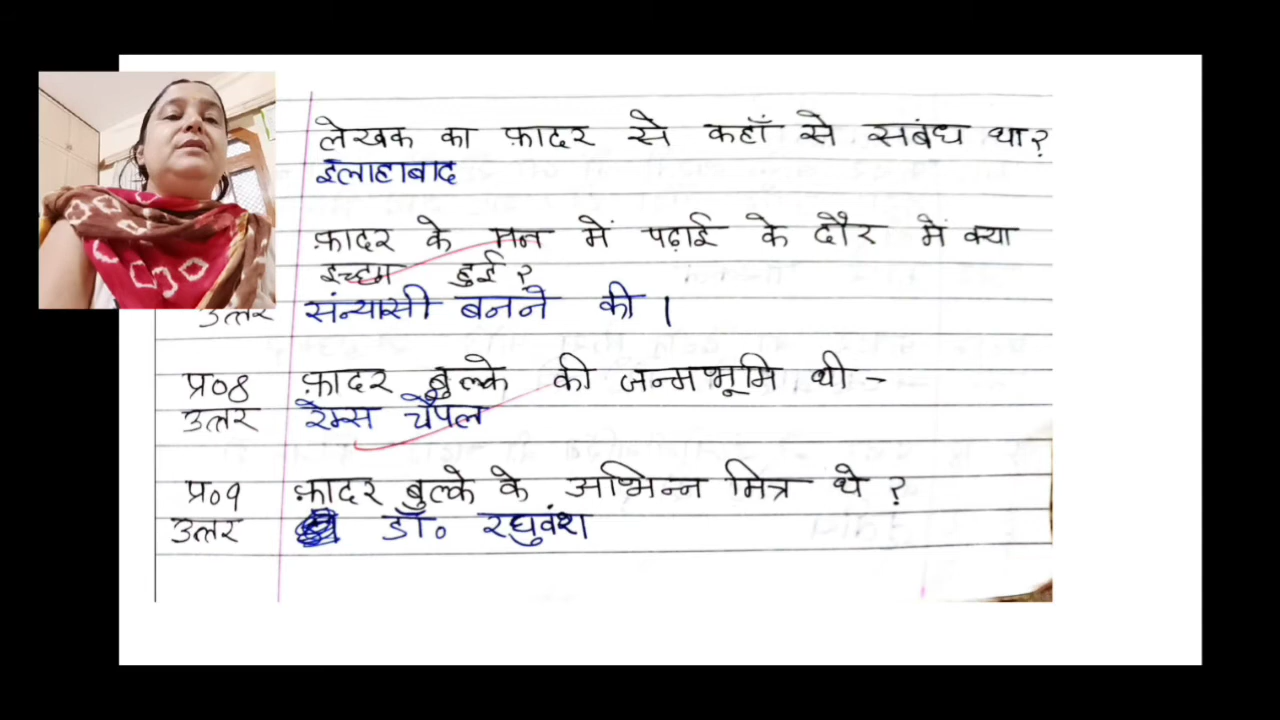 लेखक का फ़ादर से कहाँ से सबंध था?
इलाहाबाद
फ़ादर के मन में पढ़ाई के दौर में क्या
इच्छा हुई?
उत्तर संन्यासी बनने की ।
प्र०8 फ़ादर बुल्के की जन्मभूमि थी -
उत्तर रेम्स चैपल
प्र०9 फ़ादर बुल्के के अभिन्न मित्र थे ?
उत्तर डॉ० रघुवंश